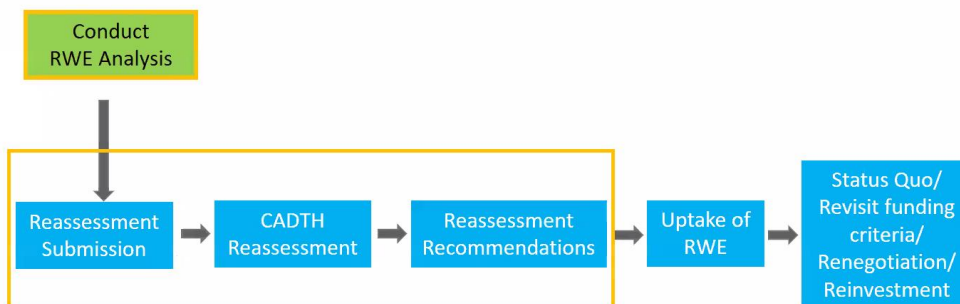 Conduct
RWE Analysis
Reassessment
Submission
CADTH
Reassessment
Reassessment
Recommendations
Uptake of
RWE
Status Quo/
Revisit funding
criteria/
Renegotiation/
Reinvestment